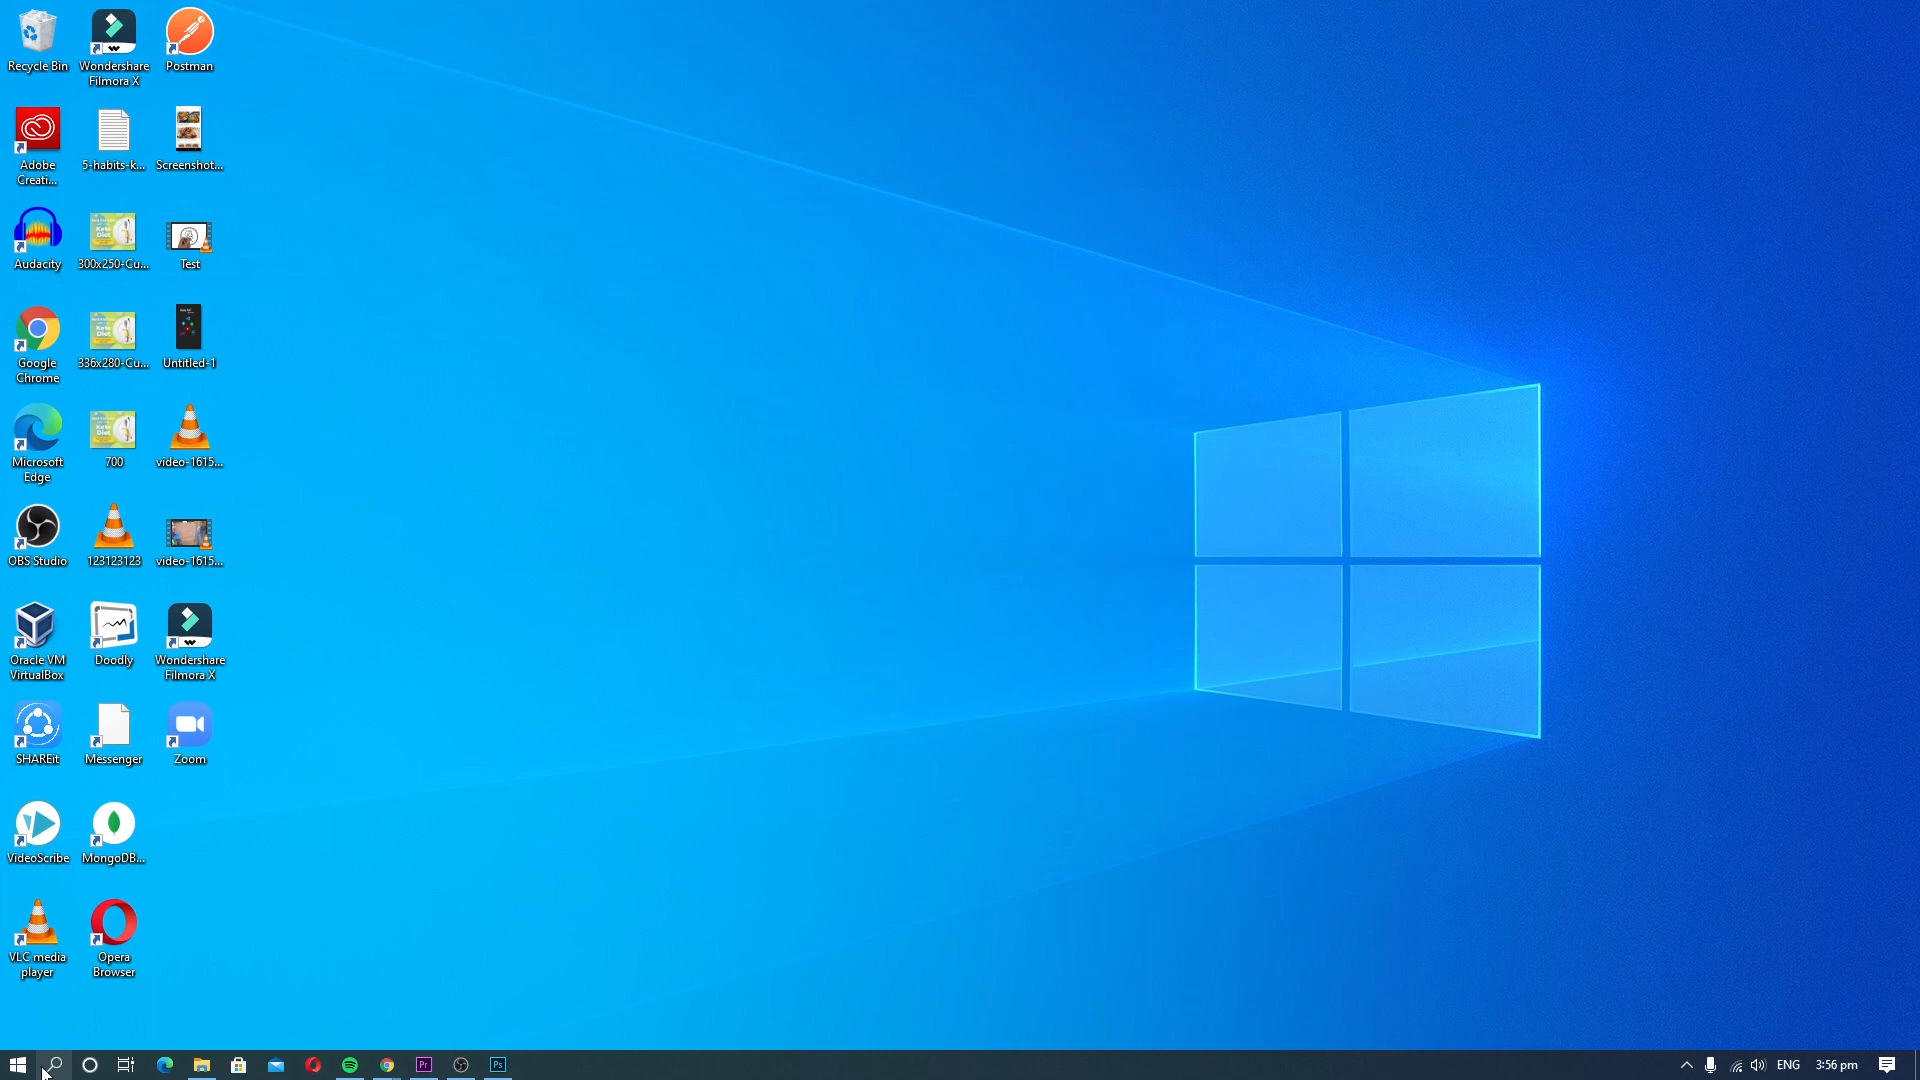 Recycle Bin
Wondershare
Filmora X
Postman
Adobe
Creati...
5-habits-k...
Screenshot...
Audacity
300x250-Cu...
Test
Google
Chrome
336x280-Cu...
Untitled-1
Microsoft
Edge
700
video-1615...
OBS Studio
123123123
video-1615...
Oracle VM
VirtualBox
Doodly
Wondershare
Filmora X
SHAREit
Messenger
Zoom
VideoScribe
MongoDB...
VLC media
player
Opera
Browser
Pr
Ps
ENG
3:56 pm